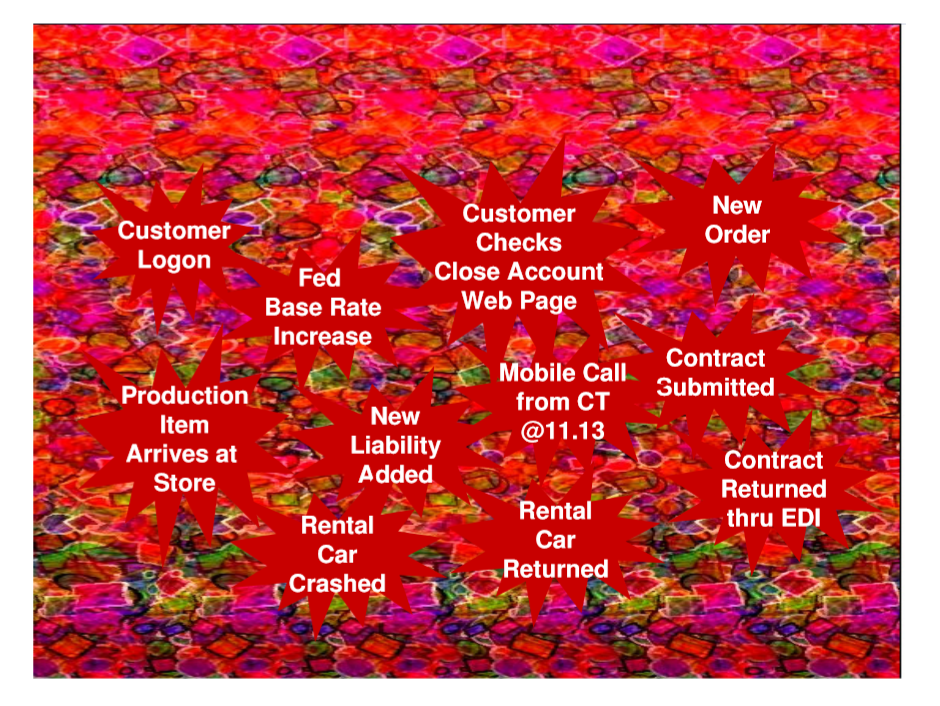 Customer
Logon
Fed
Base Rate
Increase
Customer
Checks
Close Account
Web Page
New
Order
Production
Item
Arrives at
Store
New
Liability
Added
Mobile Call
from CT
@11.13
Contract
Submitted
Contract
Returned
thru EDI
Rental
Car
Crashed
Rental
Car
Returned